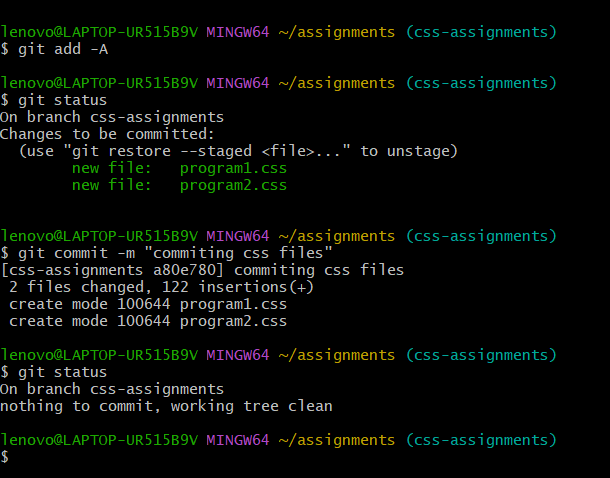 lenovo@LAPTOP-UR515B9V MINGW64 ~/assignments (css-assignments)
$ git add -A
lenovo@LAPTOP-UR515B9V MINGW64 ~/assignments (css-assignments)
$ git status
On branch css-assignments
Changes to be committed:
  (use "git restore --staged <file>..." to unstage)
        new file:   program1.css
        new file:   program2.css
lenovo@LAPTOP-UR515B9V MINGW64 ~/assignments (css-assignments)
$ git commit -m "commiting css files"
[css-assignments a80e780] commiting css files
 2 files changed, 122 insertions(+)
 create mode 100644 program1.css
 create mode 100644 program2.css
lenovo@LAPTOP-UR515B9V MINGW64 ~/assignments (css-assignments)
$ git status
On branch css-assignments
nothing to commit, working tree clean
lenovo@LAPTOP-UR515B9V MINGW64 ~/assignments (css-assignments)
$